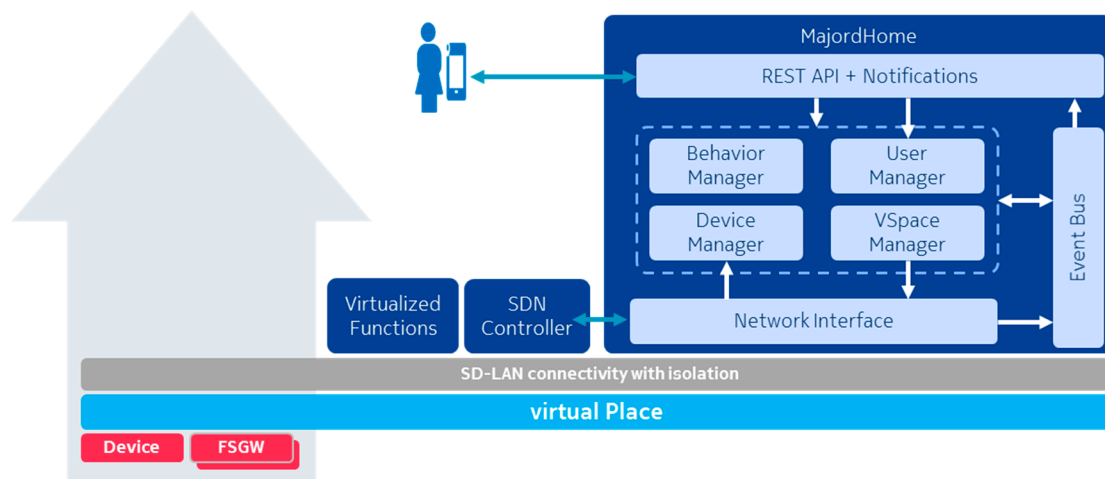 MajordHome
REST API + Notifications
Behavior
Manager
User
Manager
Device
Manager
VSpace
Manager
Event Bus
Virtualized
Functions
SDN
Controller
Network Interface
SD-LAN connectivity with isolation
virtual Place
Device
FSGW